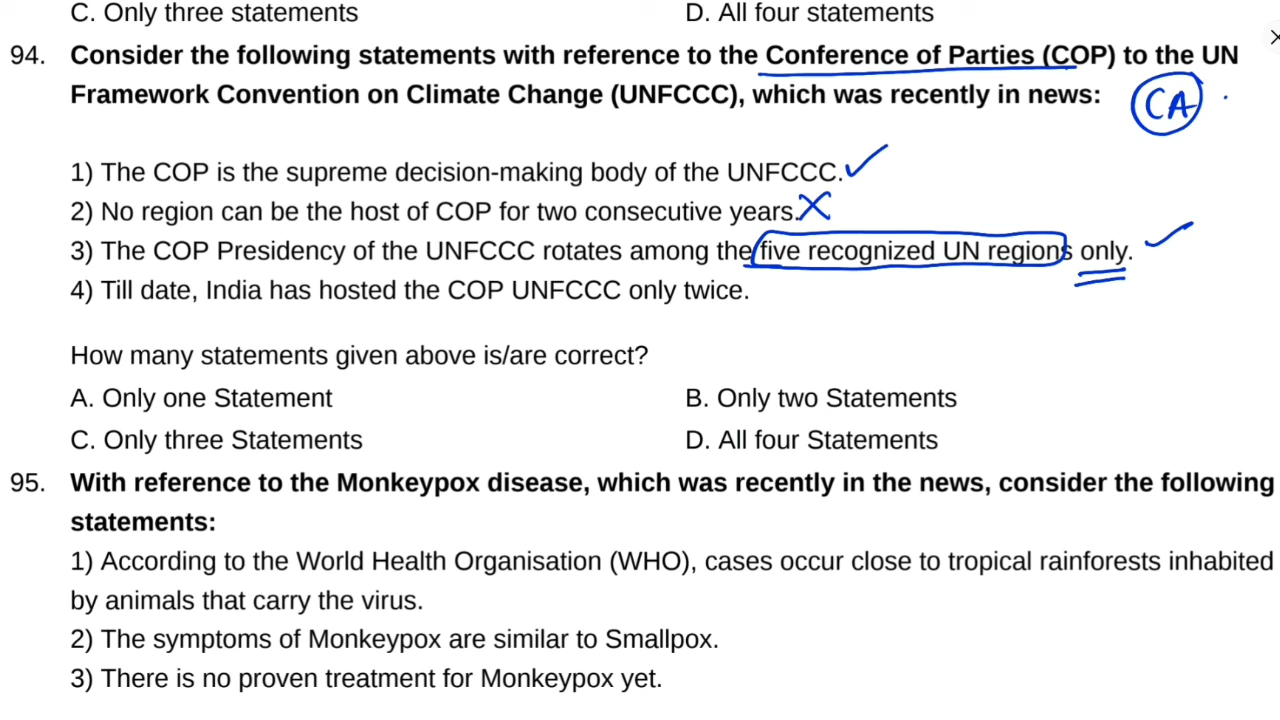 C. Only three statements D. All four statements
94. Consider the following statements with reference to the Conference of Parties (COP) to the UN
Framework Convention on Climate Change (UNFCCC), which was recently in news:
CA
1) The COP is the supreme decision-making body of the UNFCCC.
2) No region can be the host of COP for two consecutive years.
3) The COP Presidency of the UNFCCC rotates among the five recognized UN regions only.
4) Till date, India has hosted the COP UNFCCC only twice.
How many statements given above is/are correct?
A. Only one Statement B. Only two Statements
C. Only three Statements D. All four Statements
95. With reference to the Monkeypox disease, which was recently in the news, consider the following
statements:
1) According to the World Health Organisation (WHO), cases occur close to tropical rainforests inhabited
by animals that carry the virus.
2) The symptoms of Monkeypox are similar to Smallpox.
3) There is no proven treatment for Monkeypox yet.